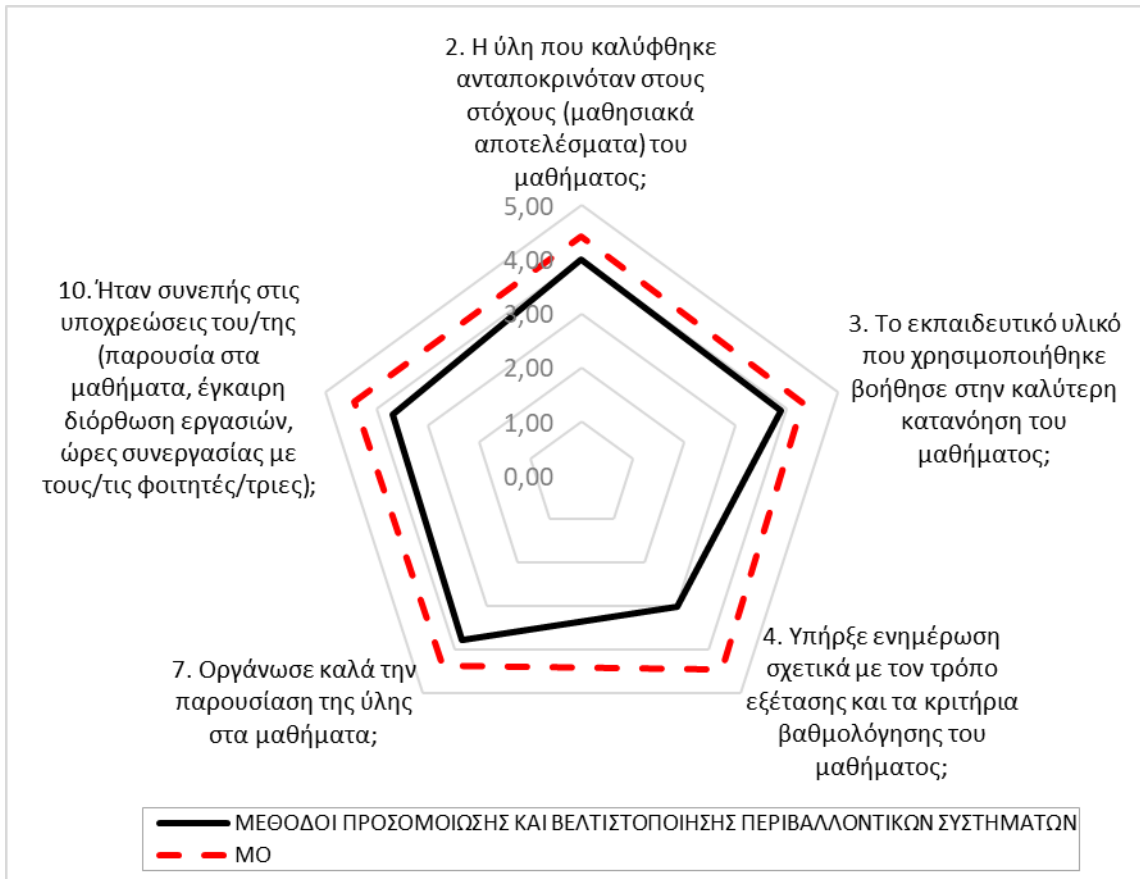 2. Η ύλη που καλύφθηκε
ανταποκρινόταν στους
στόχους (μαθησιακά
αποτελέσματα) του
μαθήματος;
5,00
4,00
3,00
2,00
1,00
0,00
10. Ήταν συνεπής στις
υποχρεώσεις του/της
(παρουσία στα
μαθήματα, έγκαιρη
διόρθωση εργασιών,
ώρες συνεργασίας με
τους/τις φοιτητές/τριες);
3. Το εκπαιδευτικό υλικό
που χρησιμοποιήθηκε
βοήθησε στην καλύτερη
κατανόηση του
μαθήματος;
7. Οργάνωσε καλά την
παρουσίαση της ύλης
στα μαθήματα;
4. Υπήρξε ενημέρωση
σχετικά με τον τρόπο
εξέτασης και τα κριτήρια
βαθμολόγησης του
μαθήματος;
ΜΕΘΟΔΟΙ ΠΡΟΣΟΜΟΙΩΣΗΣ ΚΑΙ ΒΕΛΤΙΣΤΟΠΟΙΗΣΗΣ ΠΕΡΙΒΑΛΛΟΝΤΙΚΩΝ ΣΥΣΤΗΜΑΤΩΝ
ΜΟ